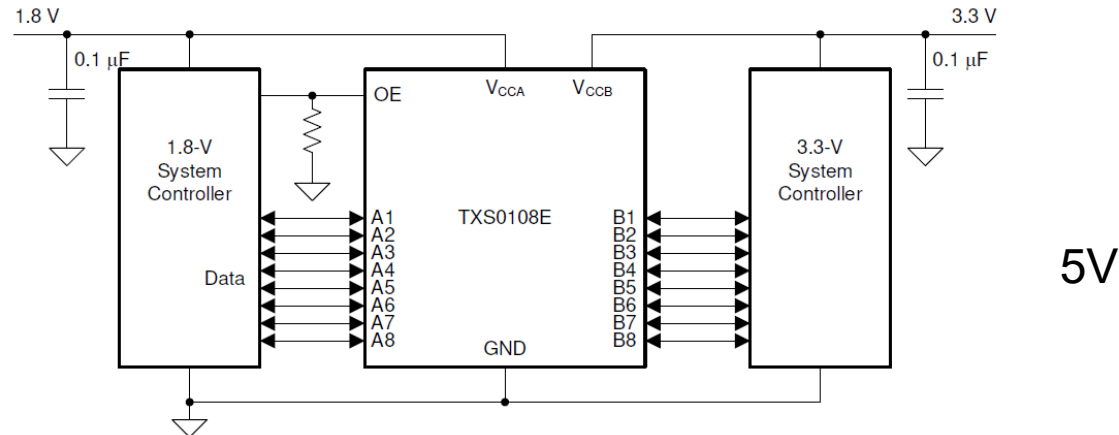 1.8 V
3.3 V
0.1 μF
0.1 μF
OE
V_CCA
V_CCB
1.8-V
System
Controller
TXS0108E
3.3-V
System
Controller
Data
A1
A2
A3
A4
A5
A6
A7
A8
B1
B2
B3
B4
B5
B6
B7
B8
GND
5V